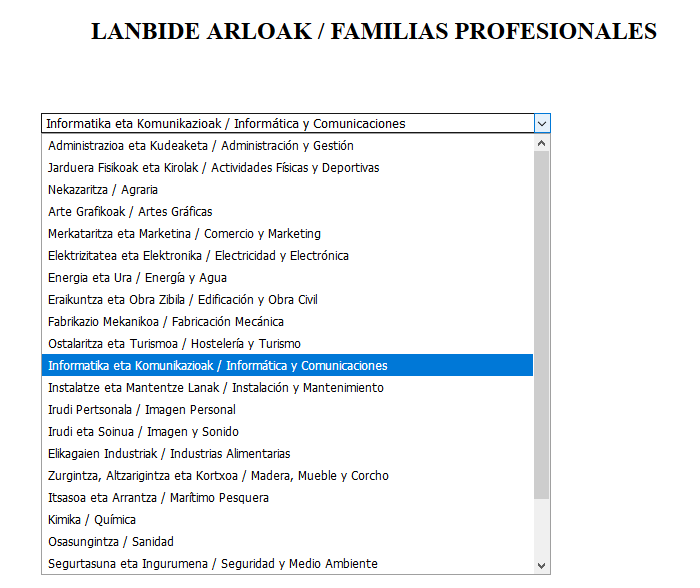 LANBIDE ARLOAK / FAMILIAS PROFESIONALES
Informatika eta Komunikazioak / Informática y Comunicaciones
Administrazioa eta Kudeaketa / Administración y Gestión
Jarduera Fisikoak eta Kirolak / Actividades Físicas y Deportivas
Nekazaritza / Agraria
Arte Grafikoak / Artes Gráficas
Merkataritza eta Marketina / Comercio y Marketing
Elektrizitatea eta Elektronika / Electricidad y Electrónica
Energia eta Ura / Energía y Agua
Eraikuntza eta Obra Zibila / Edificación y Obra Civil
Fabrikazio Mekanikoa / Fabricación Mecánica
Ostalaritza eta Turismoa / Hostelería y Turismo
Informatika eta Komunikazioak / Informática y Comunicaciones
Instalatze eta Mantentze Lanak / Instalación y Mantenimiento
Irudi Pertsonala / Imagen Personal
Irudi eta Soinua / Imagen y Sonido
Elikagaien Industriak / Industrias Alimentarias
Zurgintza, Altzarigintza eta Kortxoa / Madera, Mueble y Corcho
Itsasoa eta Arrantza / Marítimo Pesquera
Kimika / Química
Osasungintza / Sanidad
Segurtasuna eta Ingurumena / Seguridad y Medio Ambiente